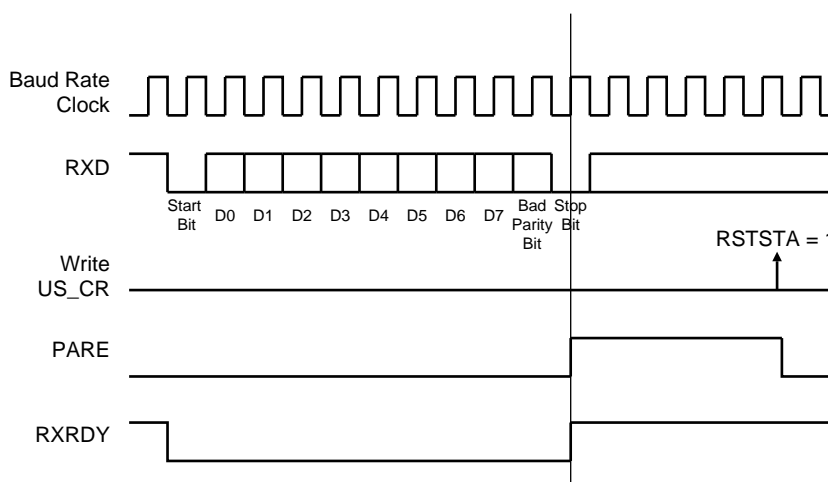 Baud Rate
Clock
RXD
Start
Bit
D0
D1
D2
D3
D4
D5
D6
D7
Bad
Parity
Bit
Stop
Bit
RSTSTA = 1
Write
US_CR
PARE
RXRDY